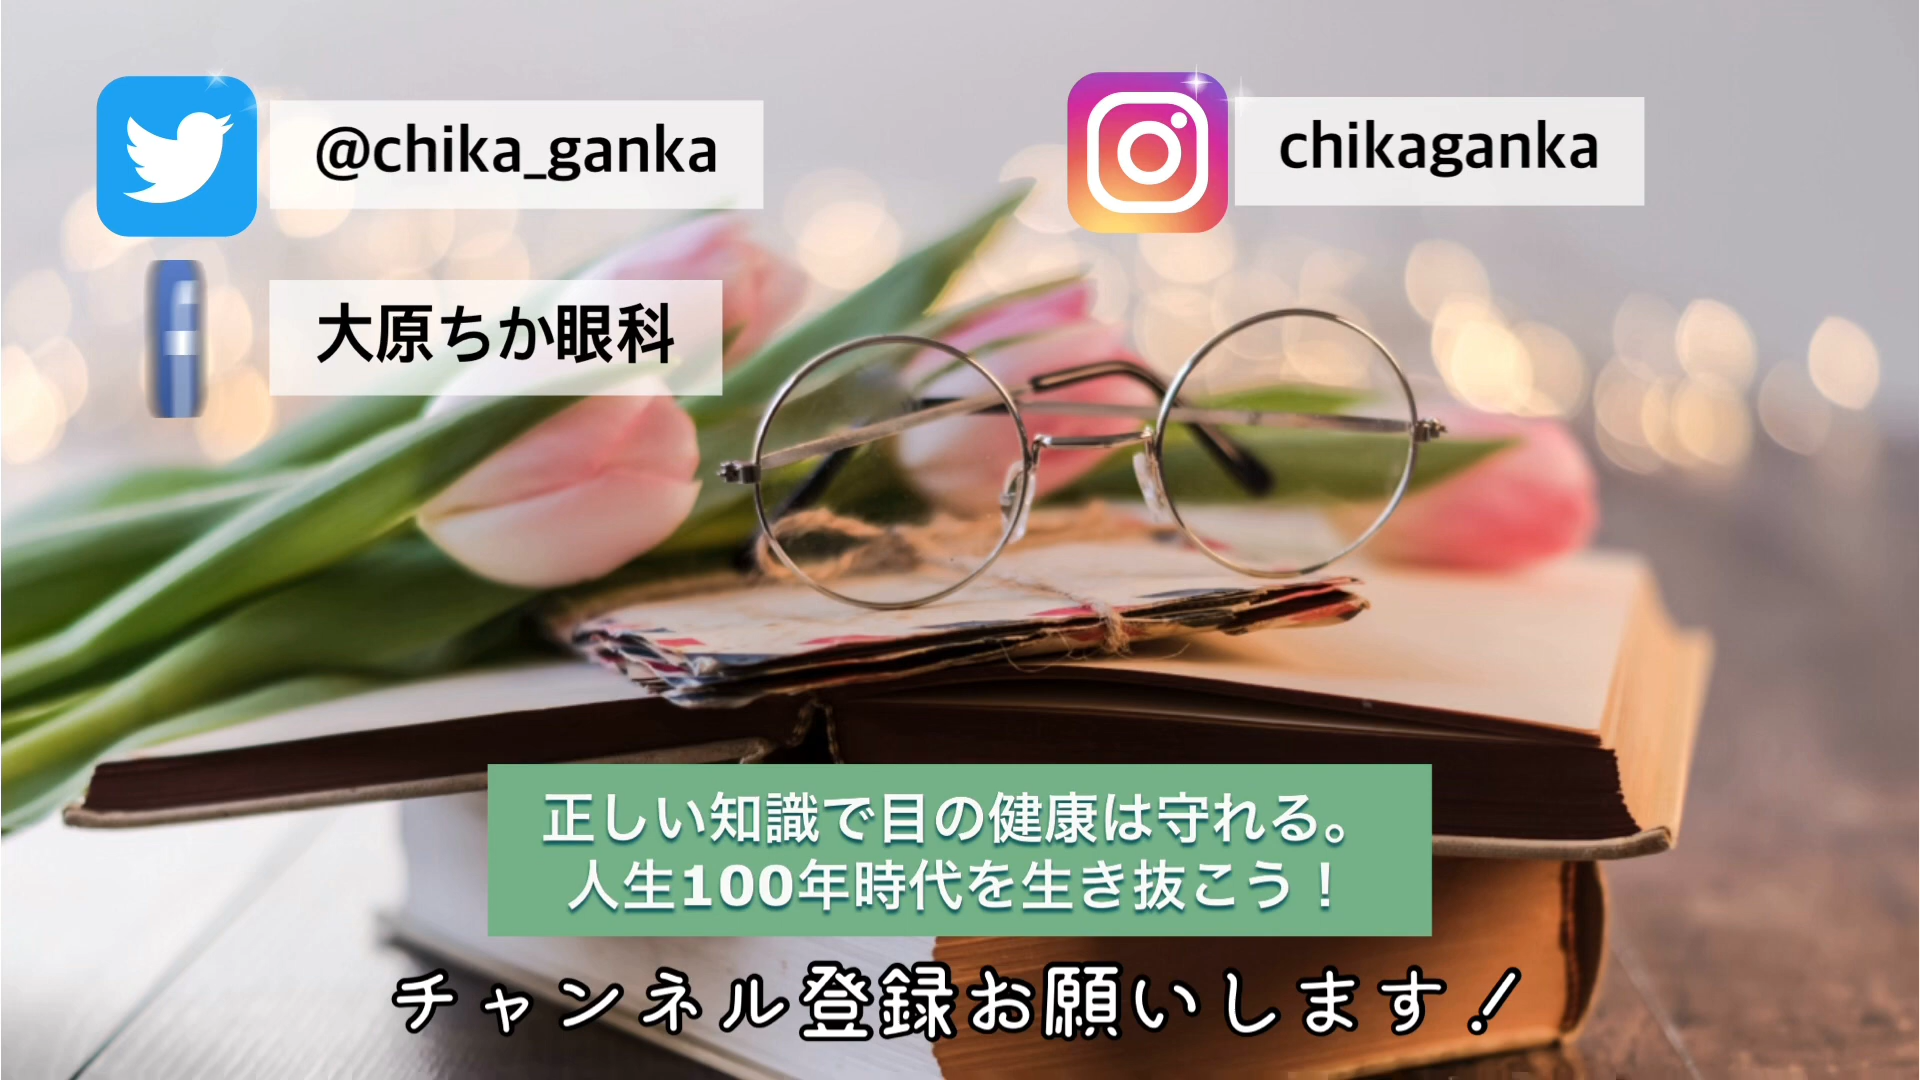 @chika_ganka
chikaganka
大原ちか眼科
正しい知識で目の健康は守れる。
人生100年時代を生き抜こう！
チャンネル登録お願いします！